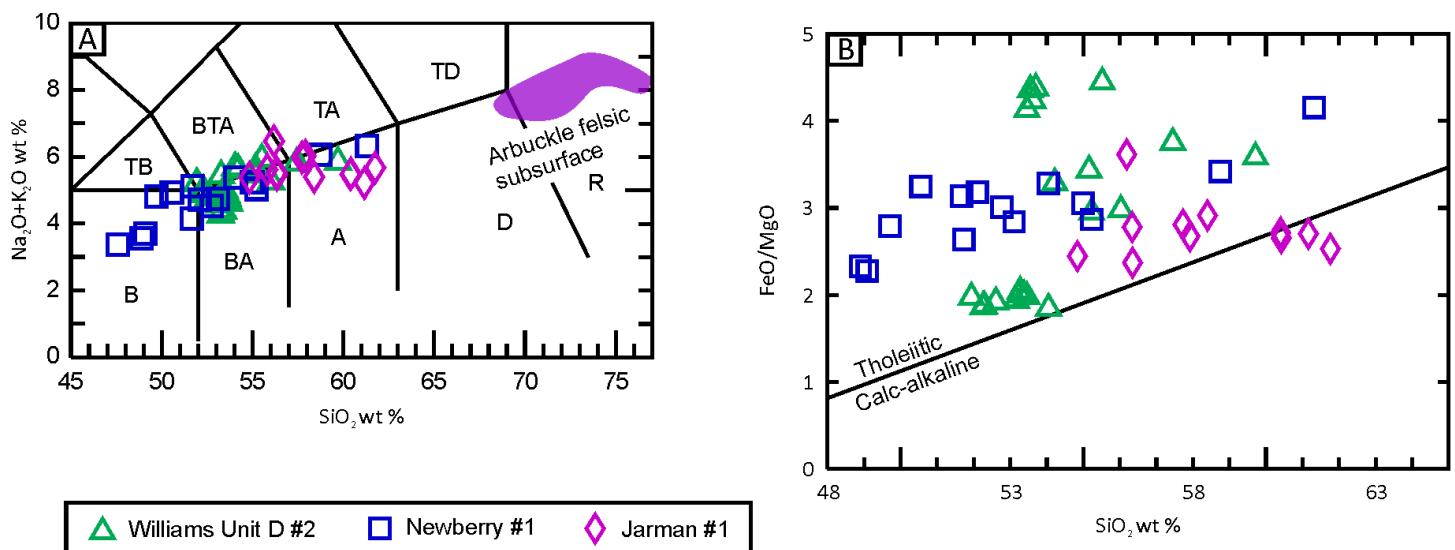 A
Na₂O+K₂O wt %
10
8
6
4
2
0
TB
BTA
TA
TD
B
BA
A
D
R
Arbuckle felsic
subsurface
45 50 55 60 65 70 75
SiO₂ wt %
B
FeO/MgO
5
4
3
2
1
0
Tholeiitic
Calc-alkaline
48 53 58 63
SiO₂ wt %
Williams Unit D #2 Newberry #1 Jarman #1